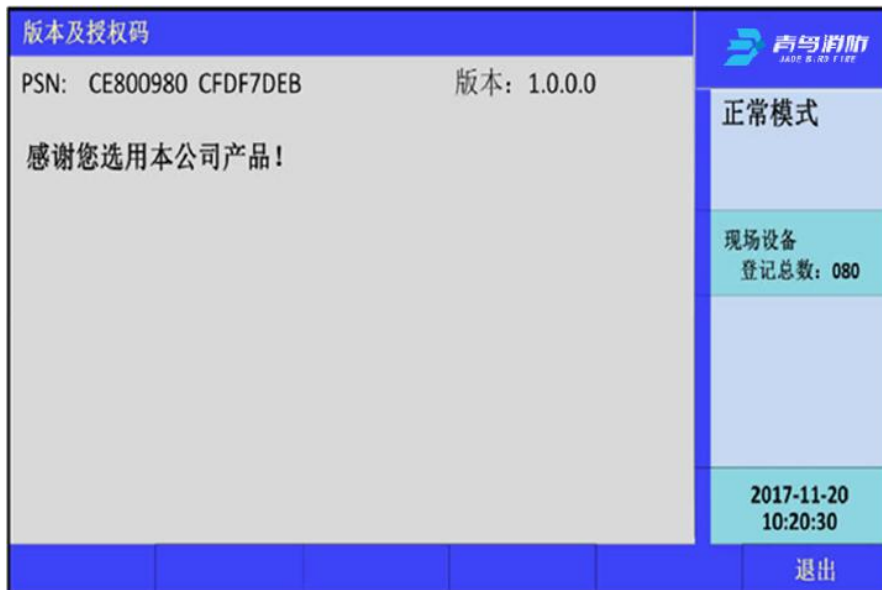 版本及授权码
青鸟消防
JADE BIRD FIRE
PSN: CE800980 CFDF7DEB 版本：1.0.0.0
正常模式
感谢您选用本公司产品！
现场设备
登记总数：080
2017-11-20
10:20:30
退出